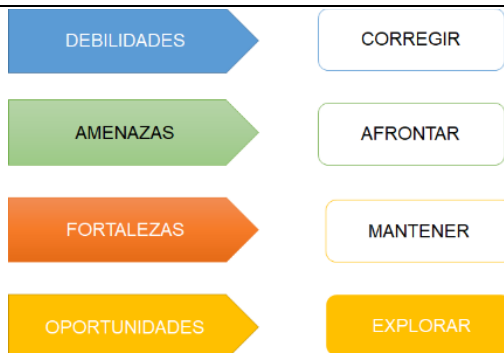 DEBILIDADES CORREGIR
AMENAZAS AFRONTAR
FORTALEZAS MANTENER
OPORTUNIDADES EXPLORAR